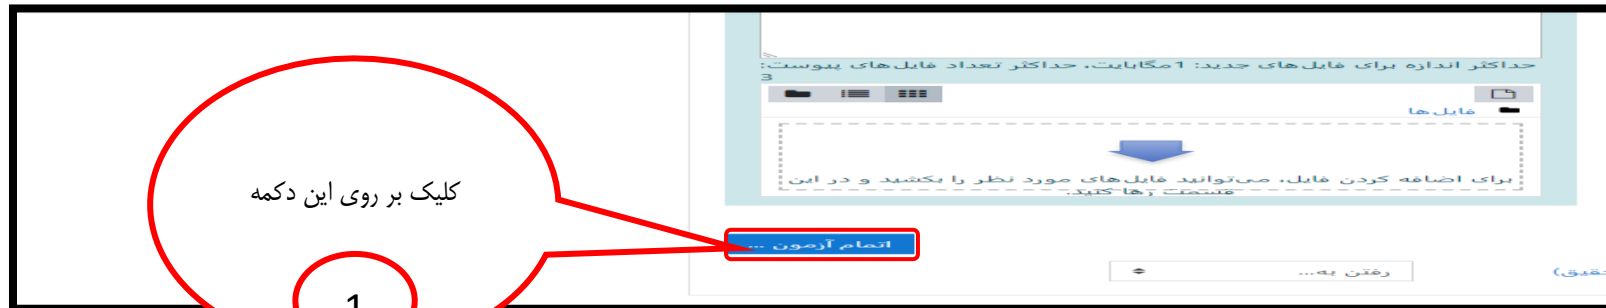 حداکثر اندازه برای فایل‌های جدید: 1مگابایت، حداکثر تعداد فایل‌های پیوست:
3
فایل‌ها
برای اضافه کردن فایل، می‌توانید فایل‌های مورد نظر را بکشید و در این
قسمت رها کنید.
کلیک بر روی این دکمه
اتمام آزمون ...
رفتن به...
1